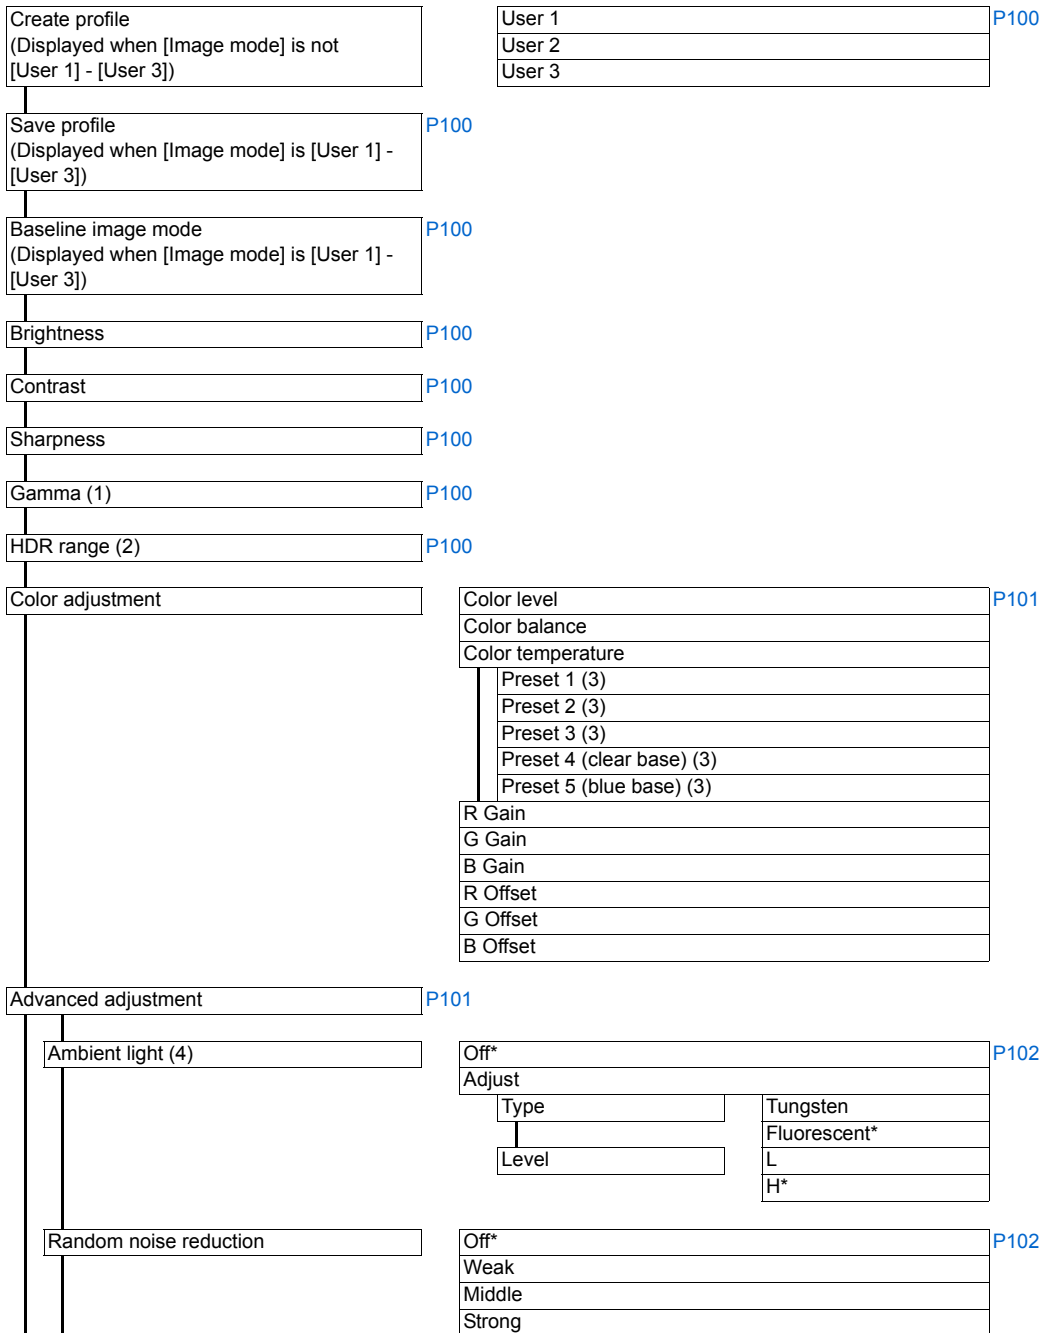 Create profile
(Displayed when [Image mode] is not
[User 1] - [User 3])
User 1
P100
User 2
User 3
Save profile
P100
(Displayed when [Image mode] is [User 1] -
[User 3])
Baseline image mode
P100
(Displayed when [Image mode] is [User 1] -
[User 3])
Brightness
P100
Contrast
P100
Sharpness
P100
Gamma (1)
P100
HDR range (2)
P100
Color adjustment
Color level
P101
Color balance
Color temperature
Preset 1 (3)
Preset 2 (3)
Preset 3 (3)
Preset 4 (clear base) (3)
Preset 5 (blue base) (3)
R Gain
G Gain
B Gain
R Offset
G Offset
B Offset
Advanced adjustment
P101
Ambient light (4)
Off*
P102
Adjust
Type
Tungsten
Fluorescent*
Level
L
H*
Random noise reduction
Off*
P102
Weak
Middle
Strong